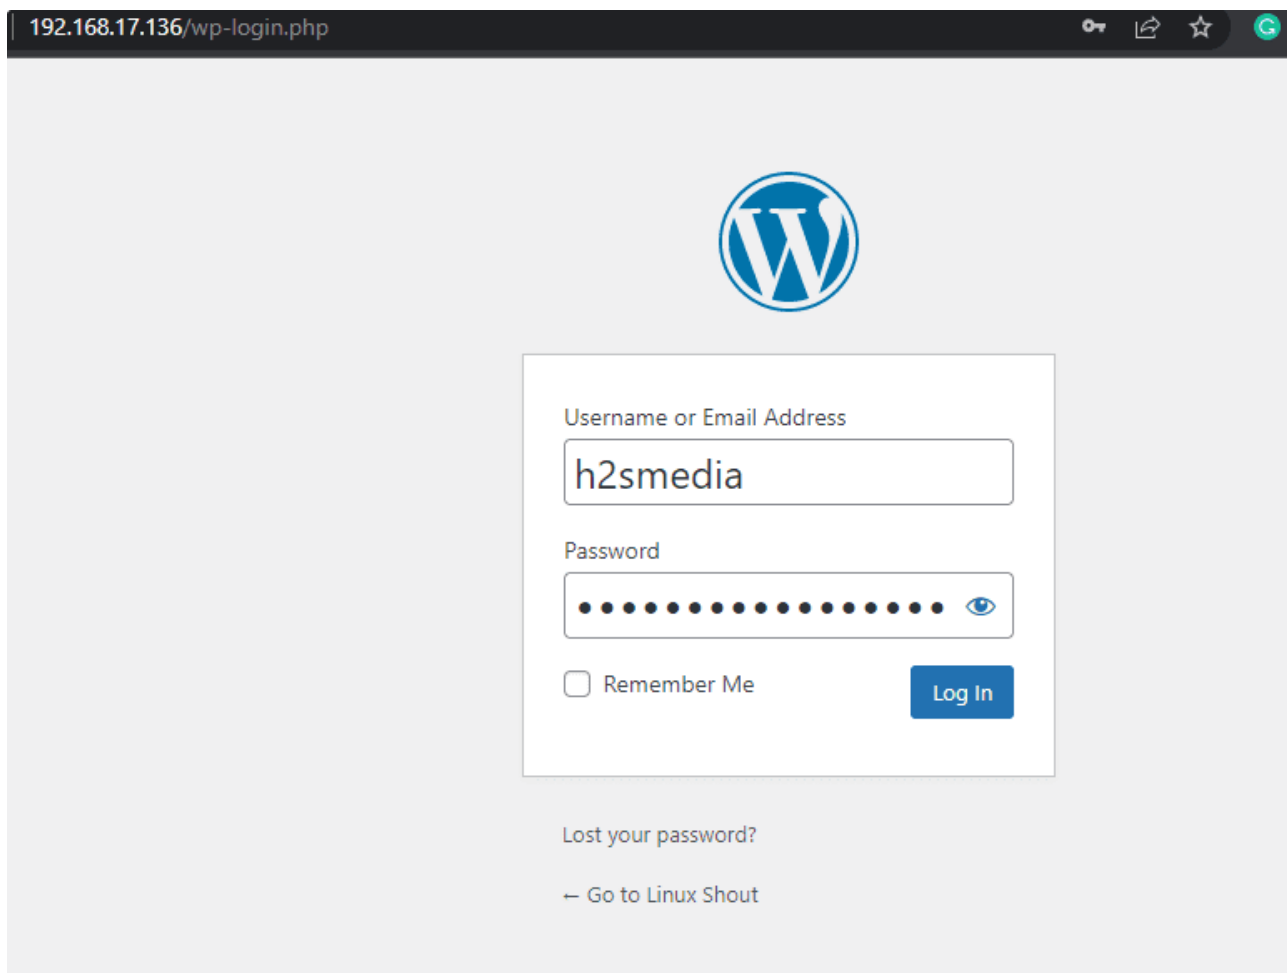 192.168.17.136/wp-login.php
Username or Email Address
h2smedia
Password
•••••••••••••••••
Remember Me
Log In
Lost your password?
← Go to Linux Shout